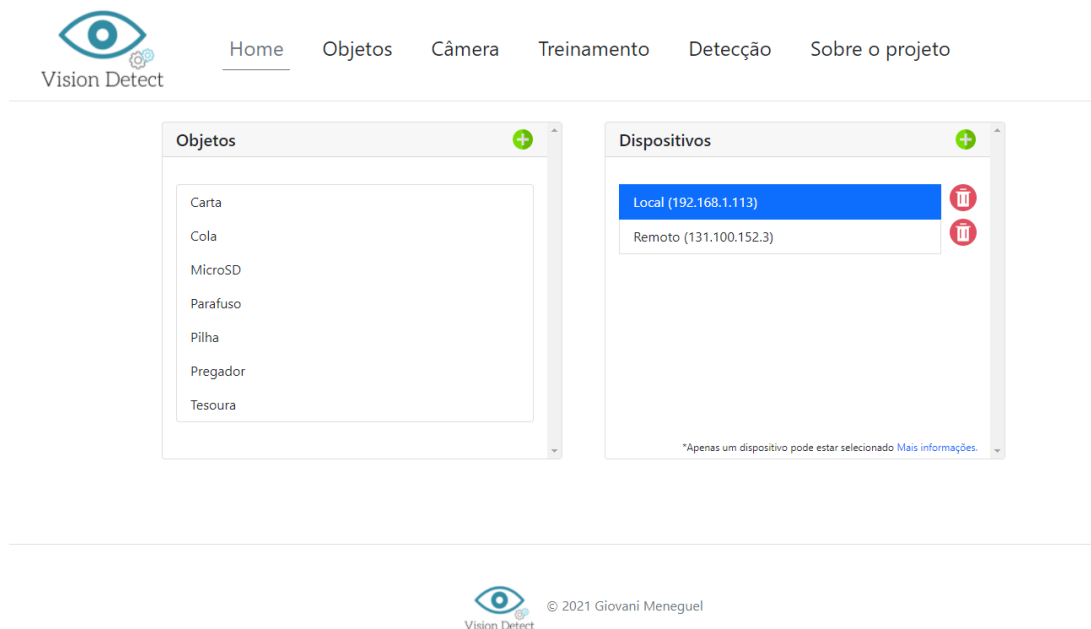 Vision Detect
Home Objetos Câmera Treinamento Detecção Sobre o projeto
Objetos
Carta
Cola
MicroSD
Parafuso
Pilha
Pregador
Tesoura
Dispositivos
Local (192.168.1.113)
Remoto (131.100.152.3)
*Apenas um dispositivo pode estar selecionado Mais informações.
Vision Detect
© 2021 Giovani Meneguel